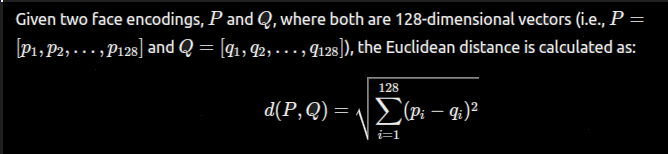 Given two face encodings, P and Q, where both are 128-dimensional vectors (i.e., P =
[p₁, p₂, . . . , p₁₂₈] and Q = [q₁, q₂, . . . , q₁₂₈]), the Euclidean distance is calculated as:
d(P, Q) = √(∑_{i=1}^{128} (pᵢ − qᵢ)²)